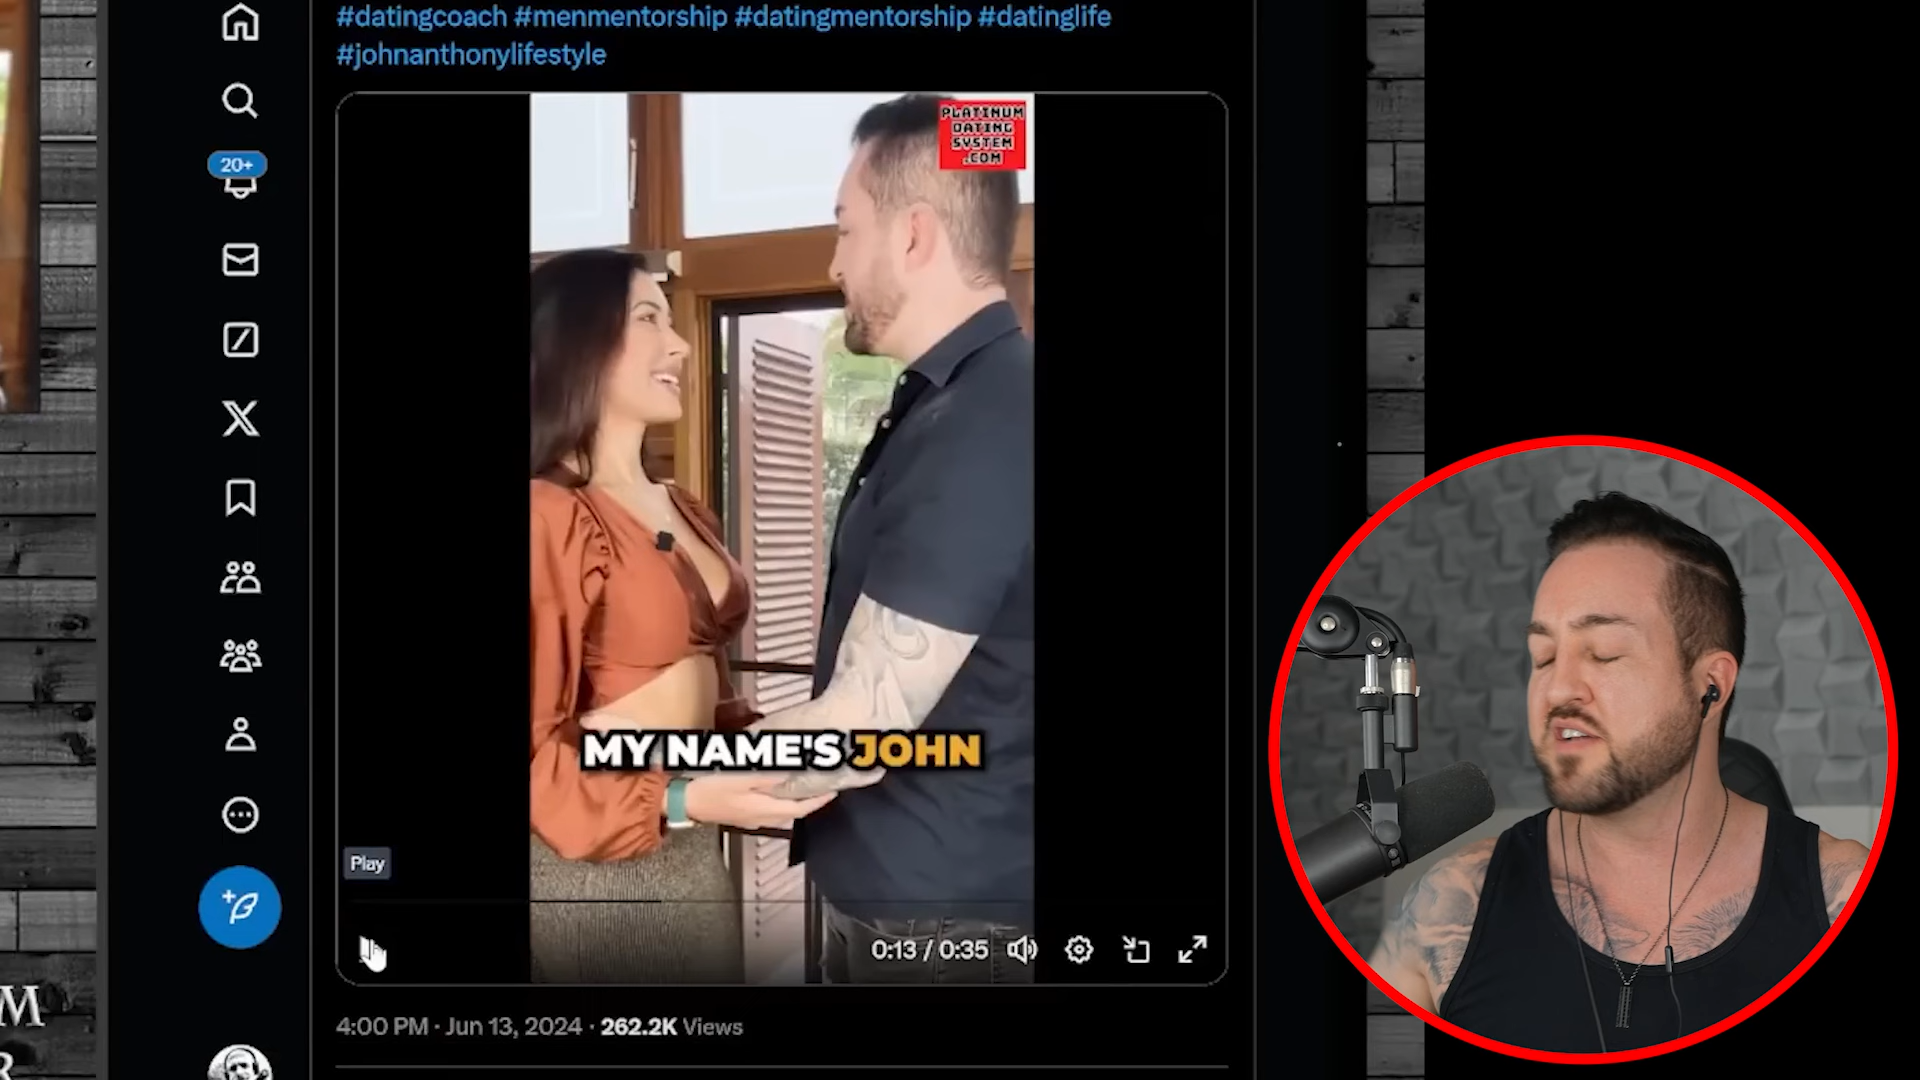 #datingcoach #menmentorship #datingmentorship #datinglife
#johnanthonylifestyle
PLATINUM
DATING
SYSTEM
.COM
20+
MY NAME'S JOHN
Play
0:13 / 0:35
4:00 PM · Jun 13, 2024 · 262.2K Views
M
R